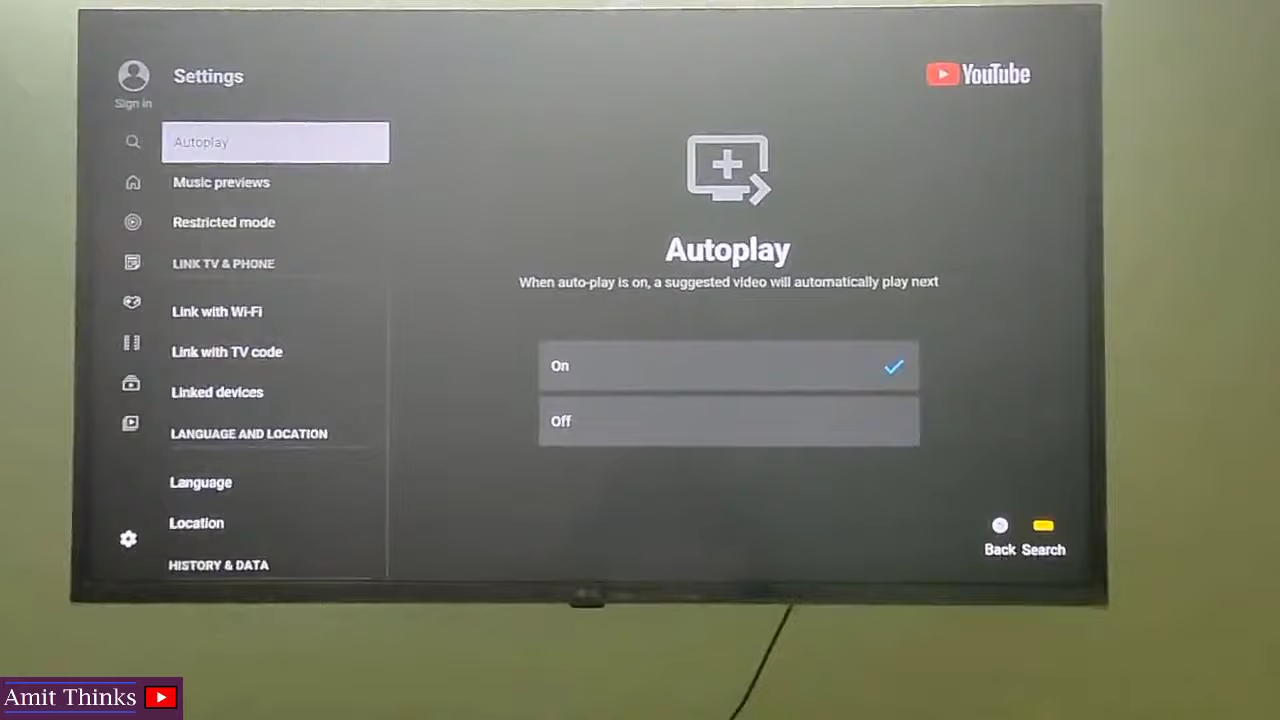 Settings
YouTube
Sign in
Autoplay
Music previews
Restricted mode
LINK TV & PHONE
Link with Wi-Fi
Link with TV code
Linked devices
LANGUAGE AND LOCATION
Language
Location
HISTORY & DATA
Autoplay
When auto-play is on, a suggested video will automatically play next
On
Off
Back Search
Amit Thinks